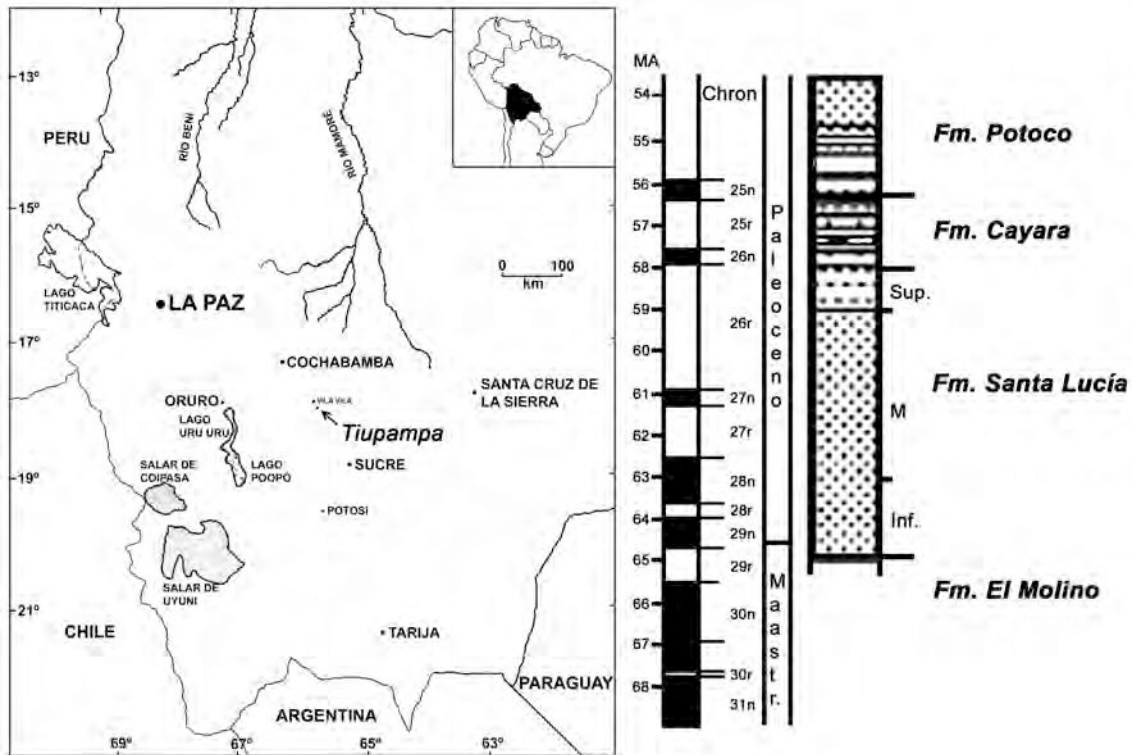 13°
15°
17°
19°
21°
69°
67°
65°
63°
PERU
RÍO BENI
RÍO MAMORE
LAGO
TITICACA
LA PAZ
0 100
km
COCHABAMBA
SANTA CRUZ DE
LA SIERRA
ORURO
VILA VILA
Tiupampa
LAGO
URU URU
SUCRE
SALAR DE
COIPASA
LAGO
POOPÓ
POTOSI
SALAR DE
UYUNI
CHILE
TARIJA
PARAGUAY
ARGENTINA
MA
54
55
56
57
58
59
60
61
62
63
64
65
66
67
68
Chron
25n
25r
26n
26r
27n
27r
28n
28r
29n
29r
30n
30r
31n
Paleoceno
Maastr.
Sup.
M
Inf.
Fm. Potoco
Fm. Cayara
Fm. Santa Lucía
Fm. El Molino